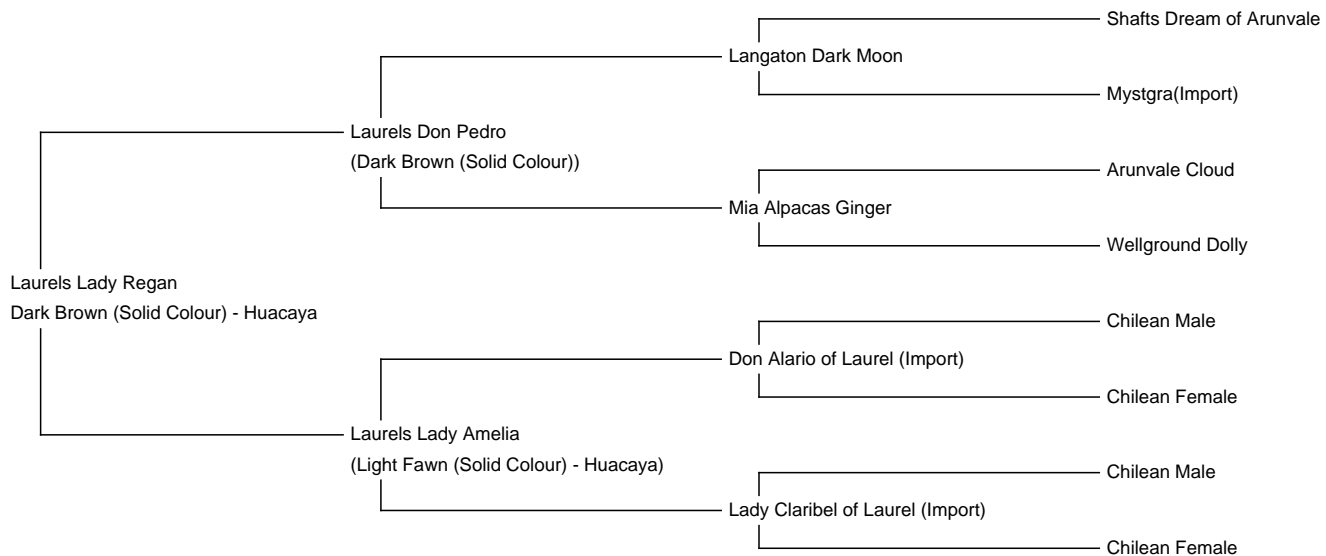 Shafts Dream of Arunvale
Langaton Dark Moon
Mystgra(Import)
Laurels Don Pedro
(Dark Brown (Solid Colour))
Arunvale Cloud
Mia Alpacas Ginger
Wellground Dolly
Laurels Lady Regan
Dark Brown (Solid Colour) - Huacaya
Chilean Male
Don Alario of Laurel (Import)
Chilean Female
Laurels Lady Amelia
(Light Fawn (Solid Colour) - Huacaya)
Chilean Male
Lady Claribel of Laurel (Import)
Chilean Female